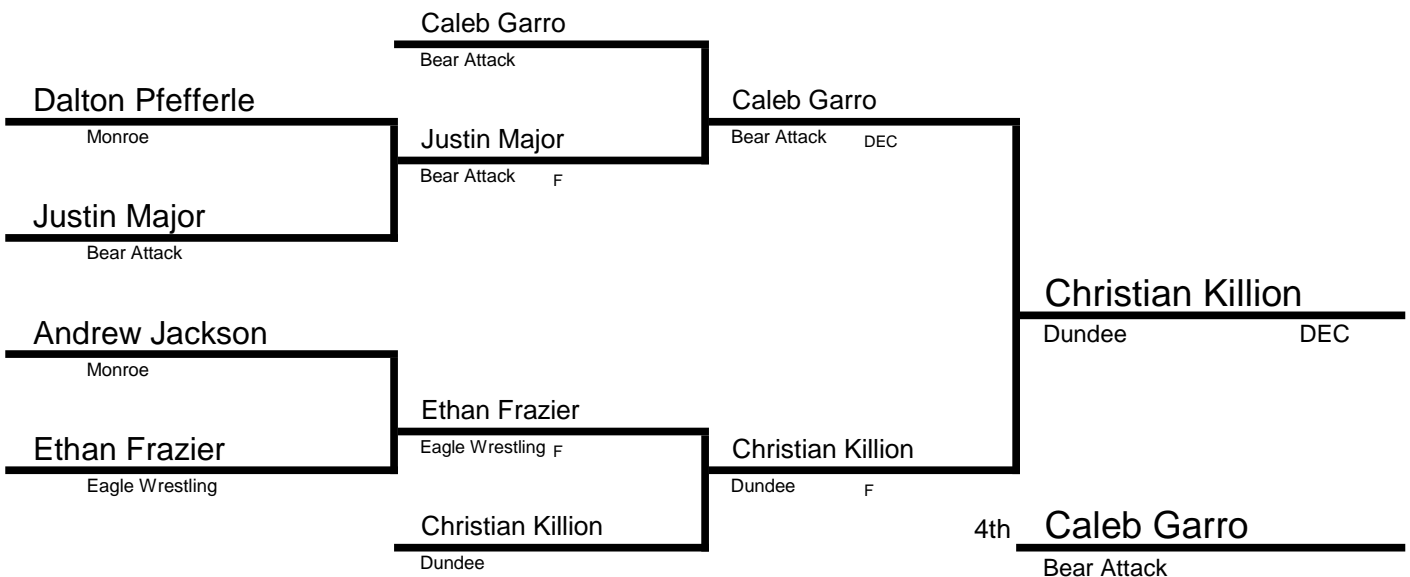 Caleb Garro
Bear Attack
Dalton Pfefferle
Monroe
Caleb Garro
Bear Attack DEC
Justin Major
Bear Attack F
Justin Major
Bear Attack
Christian Killion
Dundee DEC
Andrew Jackson
Monroe
Ethan Frazier
Eagle Wrestling F
Ethan Frazier
Eagle Wrestling
Christian Killion
Dundee F
Christian Killion
Dundee
4th Caleb Garro
Bear Attack